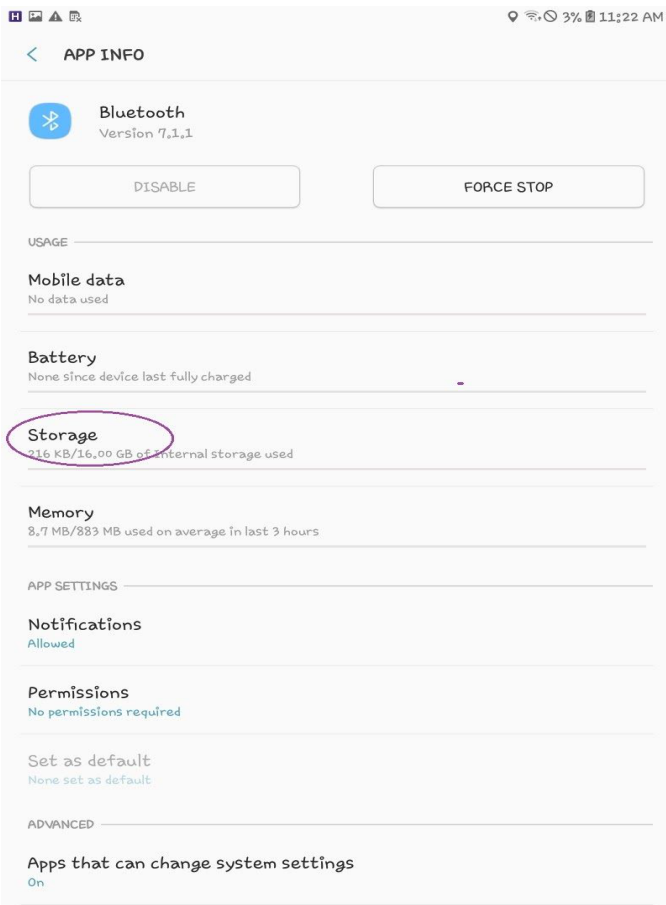 H 3% 11:22 AM
APP INFO
Bluetooth
Version 7.1.1
DISABLE
FORCE STOP
USAGE
Mobile data
No data used
Battery
None since device last fully charged
Storage
216 KB/16.00 GB of Internal storage used
Memory
8.7 MB/883 MB used on average in last 3 hours
APP SETTINGS
Notifications
Allowed
Permissions
No permissions required
Set as default
None set as default
ADVANCED
Apps that can change system settings
On